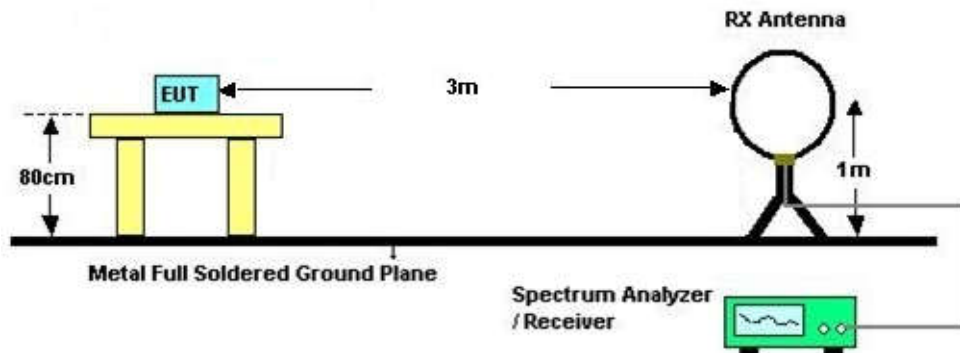 RX Antenna
EUT
3m
80cm
1m
Metal Full Soldered Ground Plane
Spectrum Analyzer
/ Receiver